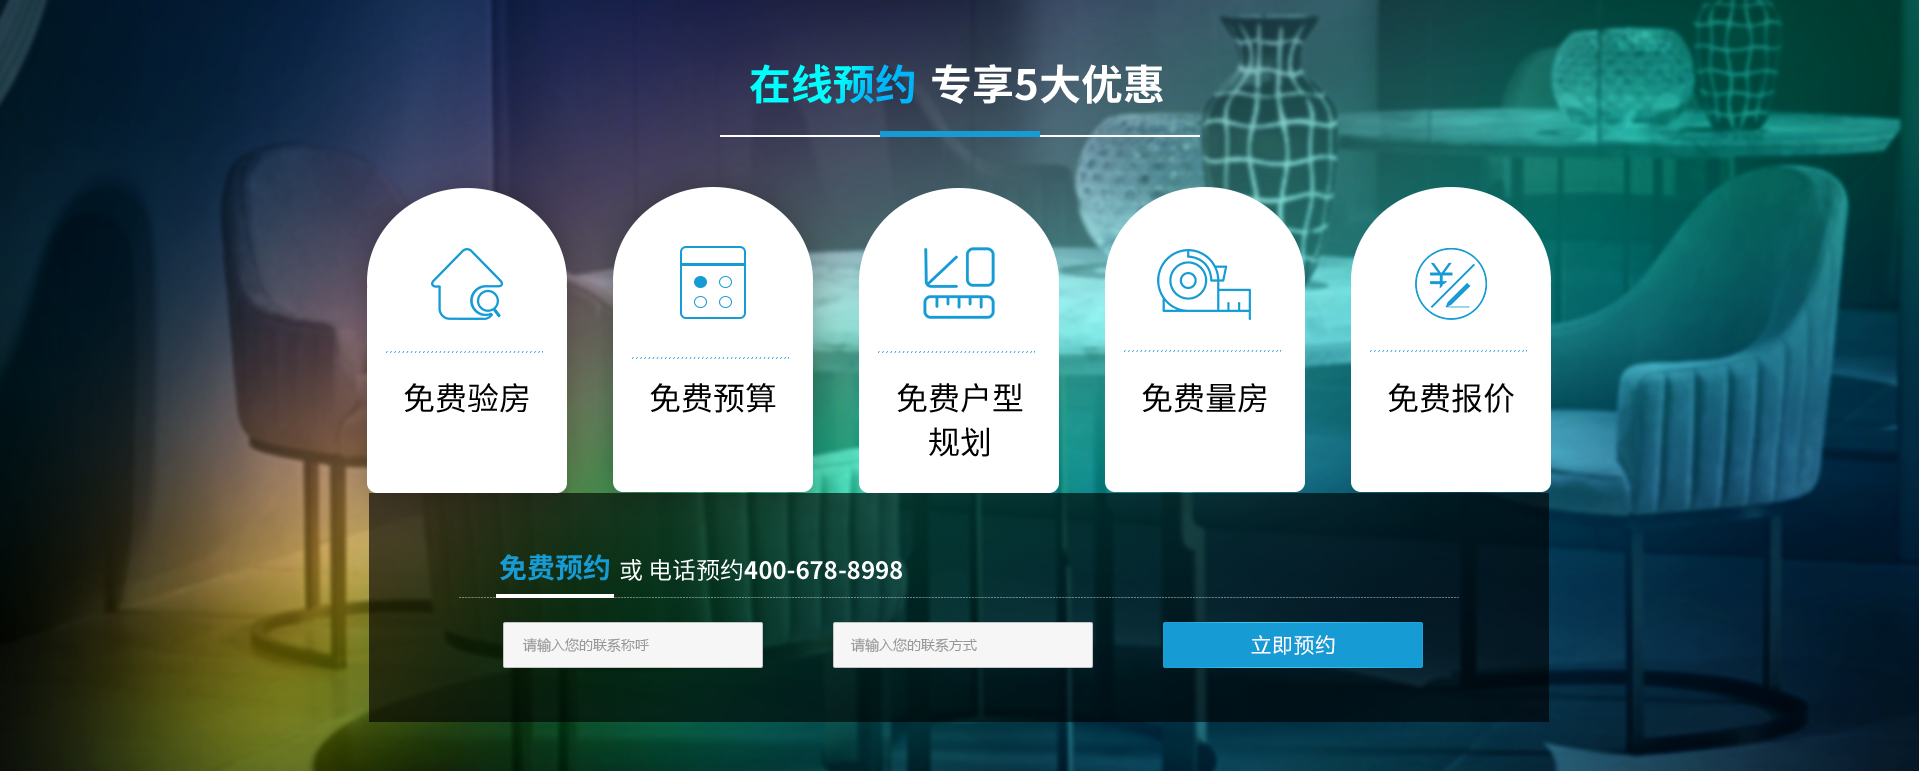 在线预约 专享5大优惠
免费验房
免费预算
免费户型
规划
免费量房
免费报价
免费预约 或 电话预约400-678-8998
请输入您的联系称呼
请输入您的联系方式
立即预约